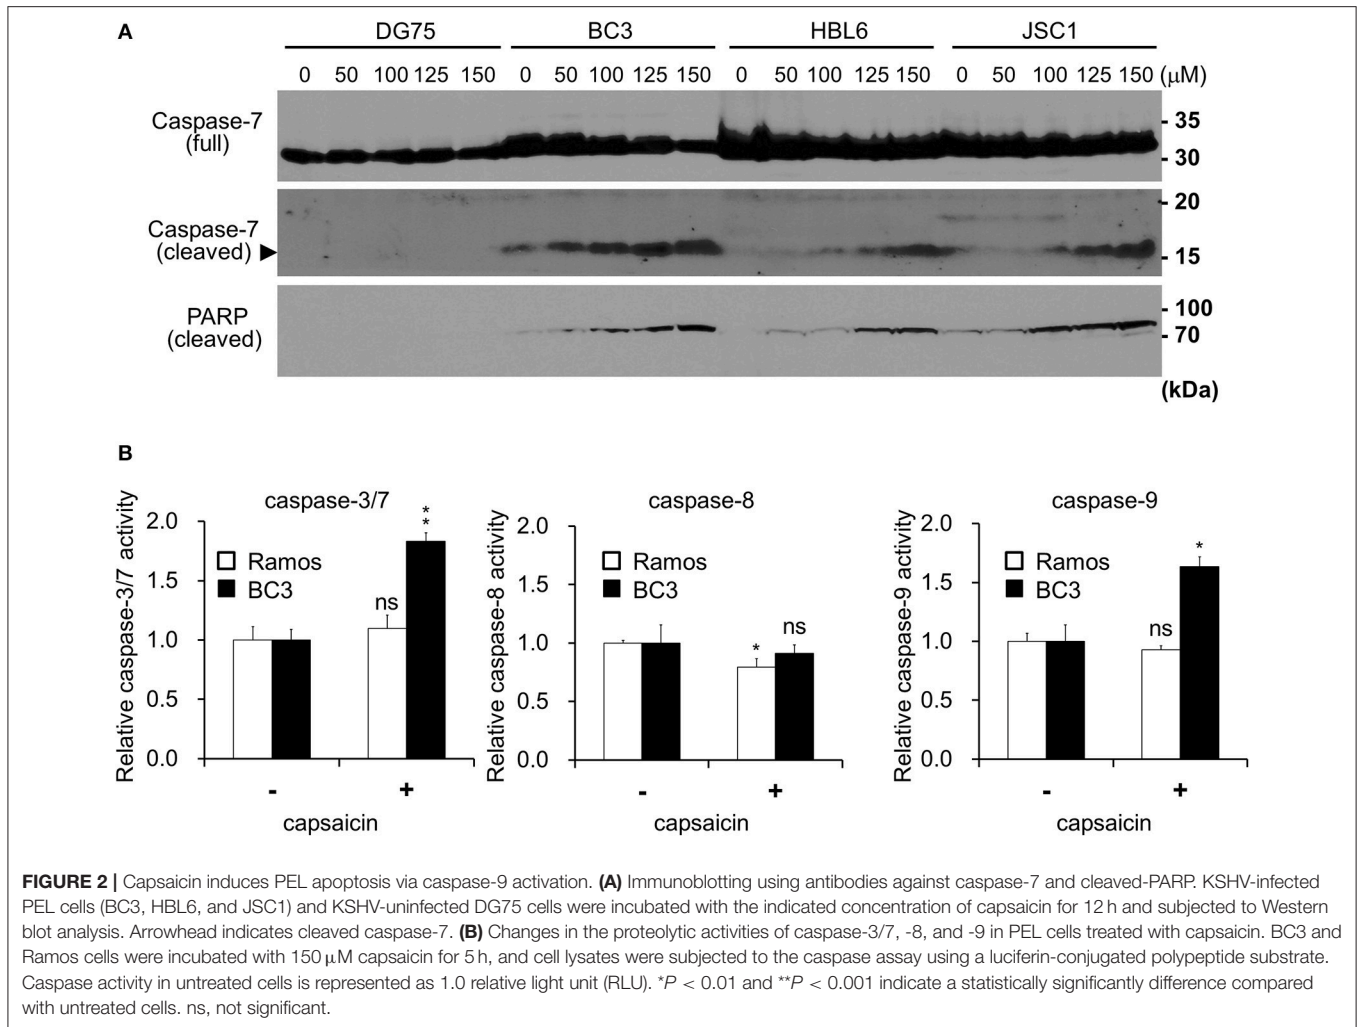 A
DG75 BC3 HBL6 JSC1
0 50 100 125 150 0 50 100 125 150 0 50 100 125 150 0 50 100 125 150 (μM)
Caspase-7
(full)
35
30
Caspase-7
(cleaved)
20
15
PARP
(cleaved)
100
70
(kDa)
B
caspase-3/7
Relative caspase-3/7 activity
2.0
1.5
1.0
0.5
0.0
Ramos
BC3
ns
**
- +
capsaicin
caspase-8
Relative caspase-8 activity
2.0
1.5
1.0
0.5
0.0
Ramos
BC3
*
ns
- +
capsaicin
caspase-9
Relative caspase-9 activity
2.0
1.5
1.0
0.5
0.0
Ramos
BC3
ns
*
- +
capsaicin
FIGURE 2 | Capsaicin induces PEL apoptosis via caspase-9 activation. (A) Immunoblotting using antibodies against caspase-7 and cleaved-PARP. KSHV-infected
PEL cells (BC3, HBL6, and JSC1) and KSHV-uninfected DG75 cells were incubated with the indicated concentration of capsaicin for 12 h and subjected to Western
blot analysis. Arrowhead indicates cleaved caspase-7. (B) Changes in the proteolytic activities of caspase-3/7, -8, and -9 in PEL cells treated with capsaicin. BC3 and
Ramos cells were incubated with 150 μM capsaicin for 5 h, and cell lysates were subjected to the caspase assay using a luciferin-conjugated polypeptide substrate.
Caspase activity in untreated cells is represented as 1.0 relative light unit (RLU). *P < 0.01 and **P < 0.001 indicate a statistically significantly difference compared
with untreated cells. ns, not significant.